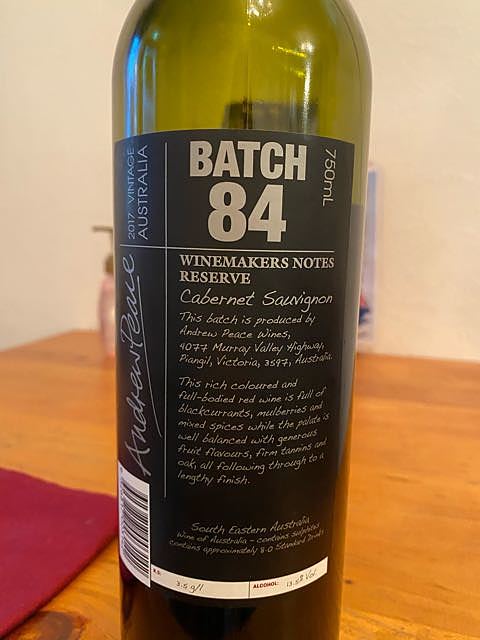 BATCH
84
750mL
2017 VINTAGE
AUSTRALIA
Andrew Peace
WINEMAKERS NOTES
RESERVE
Cabernet Sauvignon
This batch is produced by
Andrew Peace Wines,
4077 Murray Valley Highway,
Piangil, Victoria, 3597, Australia.
This rich coloured and
full-bodied red wine is full of
blackcurrants, mulberries and
mixed spices while the palate is
well balanced with generous
fruit flavours, firm tannins and
oak, all following through to a
lengthy finish.
South Eastern Australia
Wine of Australia - contains sulphites
contains approximately 8.0 Standard Drinks
R.S: 3.5 g/l
ALCOHOL: 13.5% Vol